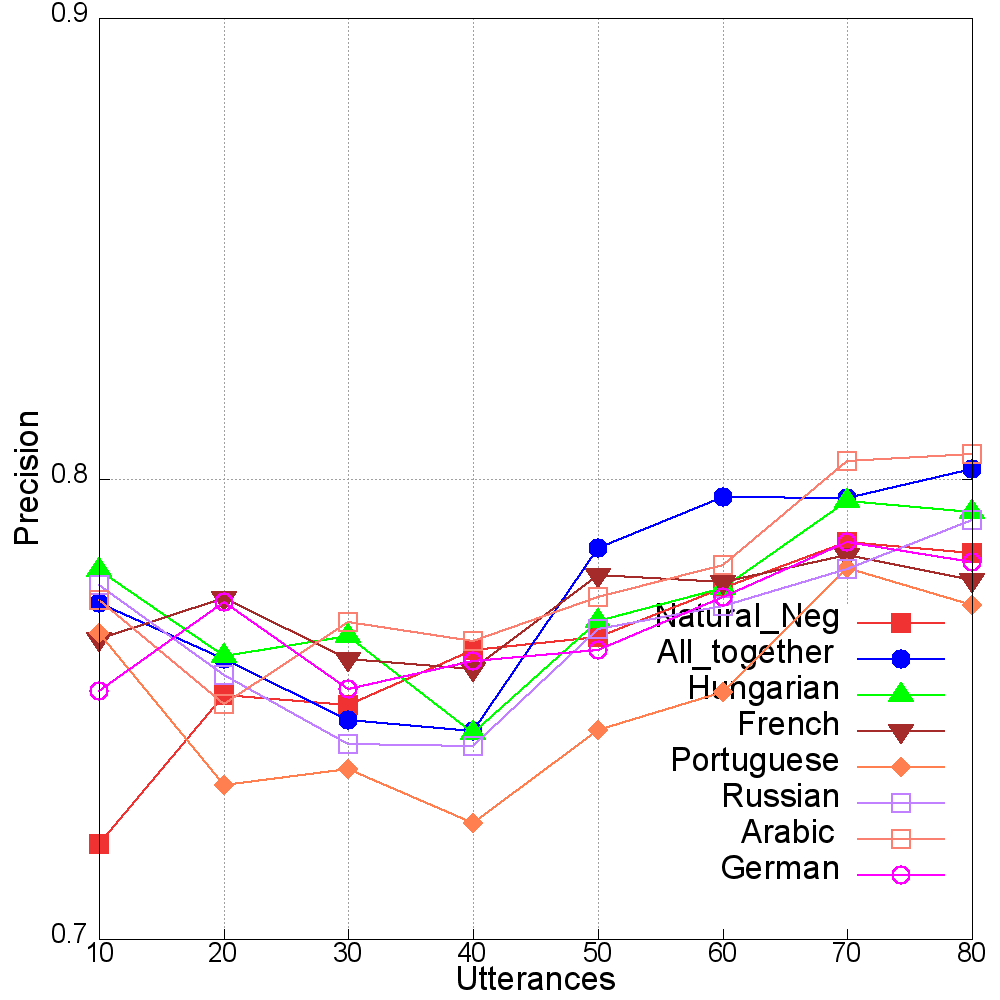 0.9
0.8
0.7
Precision
10 20 30 40 50 60 70 80
Utterances
Natural_Neg
All_together
Hungarian
French
Portuguese
Russian
Arabic
German